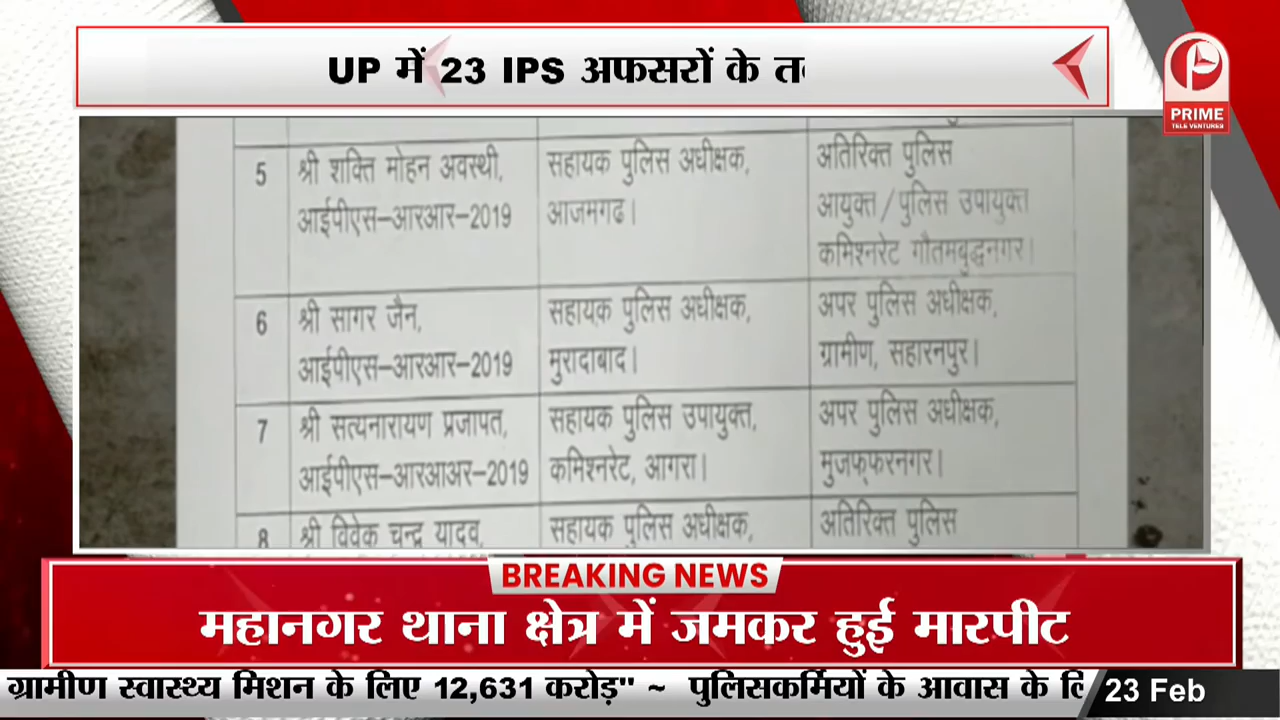 UP में 23 IPS अफसरों के
PRIME
TELE VENTURES
5 श्री शक्ति मोहन अवस्थी, सहायक पुलिस अधीक्षक, अतिरिक्त पुलिस
आईपीएस-आरआर-2019 आजमगढ। आयुक्त/पुलिस उपायुक्त
कमिश्नरेट गौतमबुद्धनगर।
6 श्री सागर जैन, सहायक पुलिस अधीक्षक, अपर पुलिस अधीक्षक,
आईपीएस-आरआर-2019 मुरादाबाद। ग्रामीण, सहारनपुर।
7 श्री सत्यनारायण प्रजापत, सहायक पुलिस उपायुक्त, अपर पुलिस अधीक्षक,
आईपीएस-आरआअर-2019 कमिश्नरेट, आगरा। मुजफ्फरनगर।
8 श्री विवेक चन्द्र यादव, सहायक पुलिस अधीक्षक, अतिरिक्त पुलिस
BREAKING NEWS
महानगर थाना क्षेत्र में जमकर हुई मारपीट
ग्रामीण स्वास्थ्य मिशन के लिए 12,631 करोड़" ~ पुलिसकर्मियों के आवास के
23 Feb